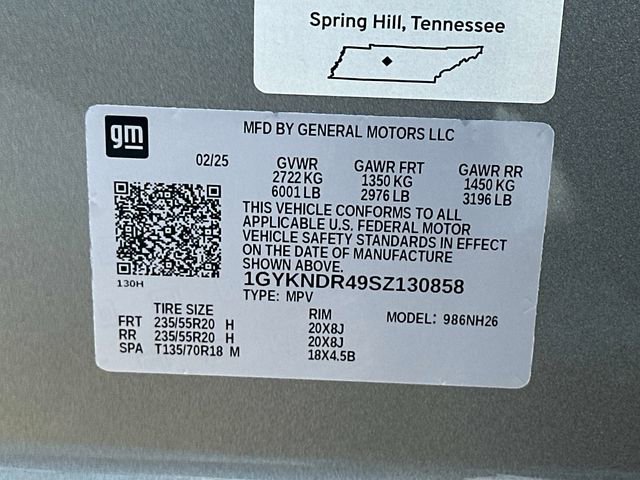 Spring Hill, Tennessee
gm
MFD BY GENERAL MOTORS LLC
02/25 GVWR GAWR FRT GAWR RR
2722 KG 1350 KG 1450 KG
6001 LB 2976 LB 3196 LB
THIS VEHICLE CONFORMS TO ALL
APPLICABLE U.S. FEDERAL MOTOR
VEHICLE SAFETY STANDARDS IN EFFECT
ON THE DATE OF MANUFACTURE
SHOWN ABOVE.
1GYKNDR49SZ130858
130H
TYPE: MPV
TIRE SIZE RIM MODEL: 986NH26
FRT 235/55R20 H 20X8J
RR 235/55R20 H 20X8J
SPA T135/70R18 M 18X4.5B